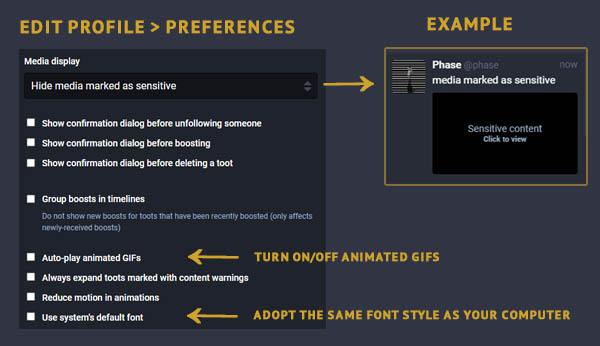 EDIT PROFILE > PREFERENCES
EXAMPLE
Media display
Hide media marked as sensitive
Phase @phase now
media marked as sensitive
Sensitive content
Click to view
Show confirmation dialog before unfollowing someone
Show confirmation dialog before boosting
Show confirmation dialog before deleting a toot
Group boosts in timelines
Do not show new boosts for toots that have been recently boosted (only affects
newly-received boosts)
Auto-play animated GIFs
TURN ON/OFF ANIMATED GIFS
Always expand toots marked with content warnings
Reduce motion in animations
Use system's default font
ADOPT THE SAME FONT STYLE AS YOUR COMPUTER